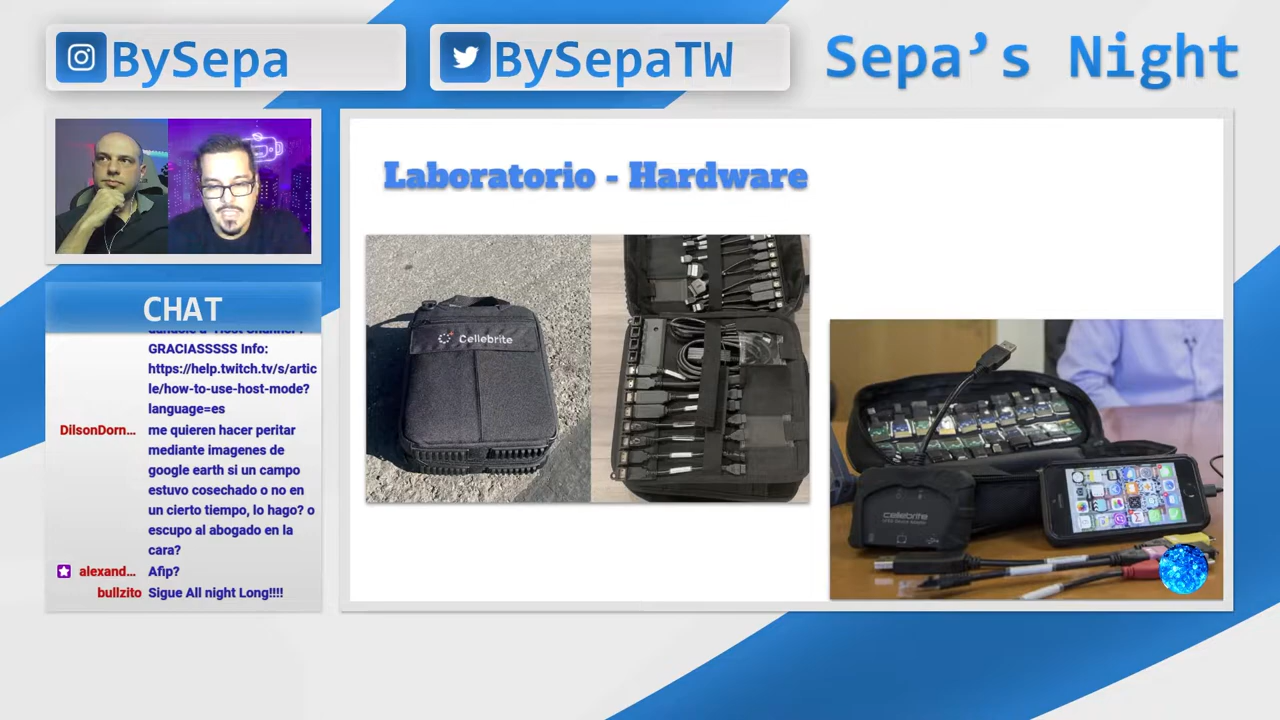 BySepa
BySepaTW
Sepa's Night
Laboratorio - Hardware
Cellebrite
cellebrite
CHAT
GRACIASSSSS Info:
https://help.twitch.tv/s/artic
le/how-to-use-host-mode?
language=es
DilsonDorn... me quieren hacer peritar
mediante imagenes de
google earth si un campo
estuvo cosechado o no en
un cierto tiempo, lo hago? o
escupo al abogado en la
cara?
alexand... Afip?
bullzito Sigue All night Long!!!!